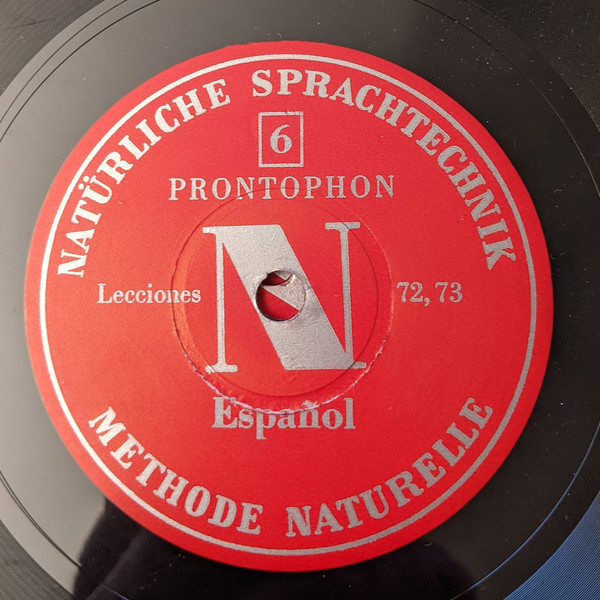 NATÜRLICHE SPRACHTECHNIK
6
PRONTOPHON
N
Lecciones 72, 73
Español
METHODE NATURELLE